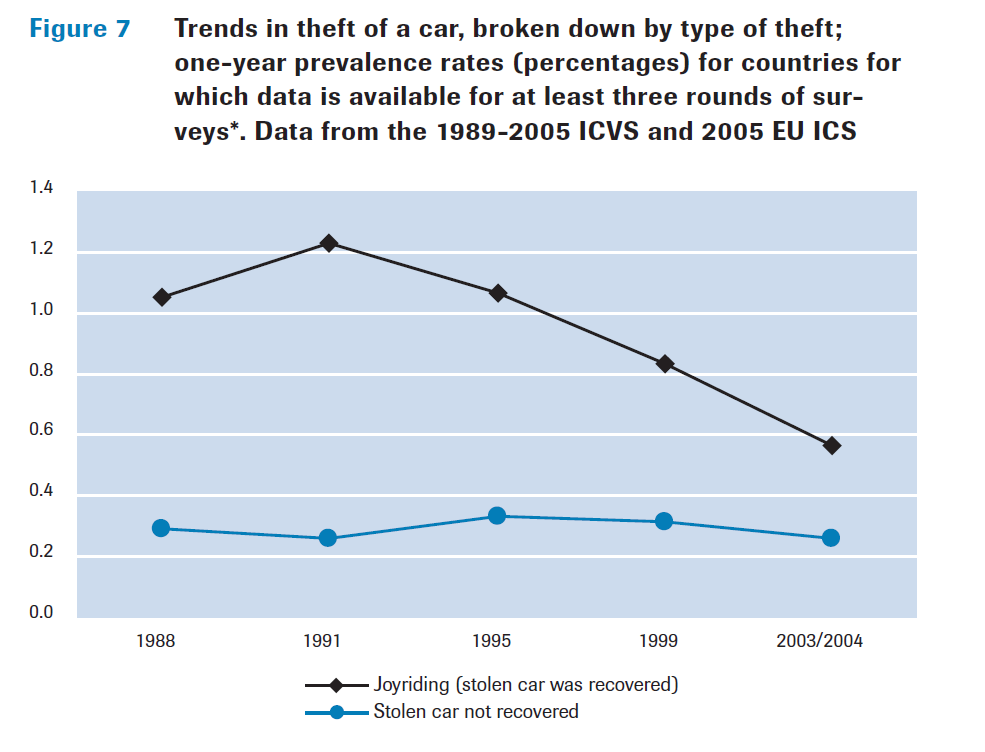 Figure 7 Trends in theft of a car, broken down by type of theft;
one-year prevalence rates (percentages) for countries for
which data is available for at least three rounds of sur-
veys*. Data from the 1989-2005 ICVS and 2005 EU ICS
1.4
1.2
1.0
0.8
0.6
0.4
0.2
0.0
1988 1991 1995 1999 2003/2004
Joyriding (stolen car was recovered)
Stolen car not recovered